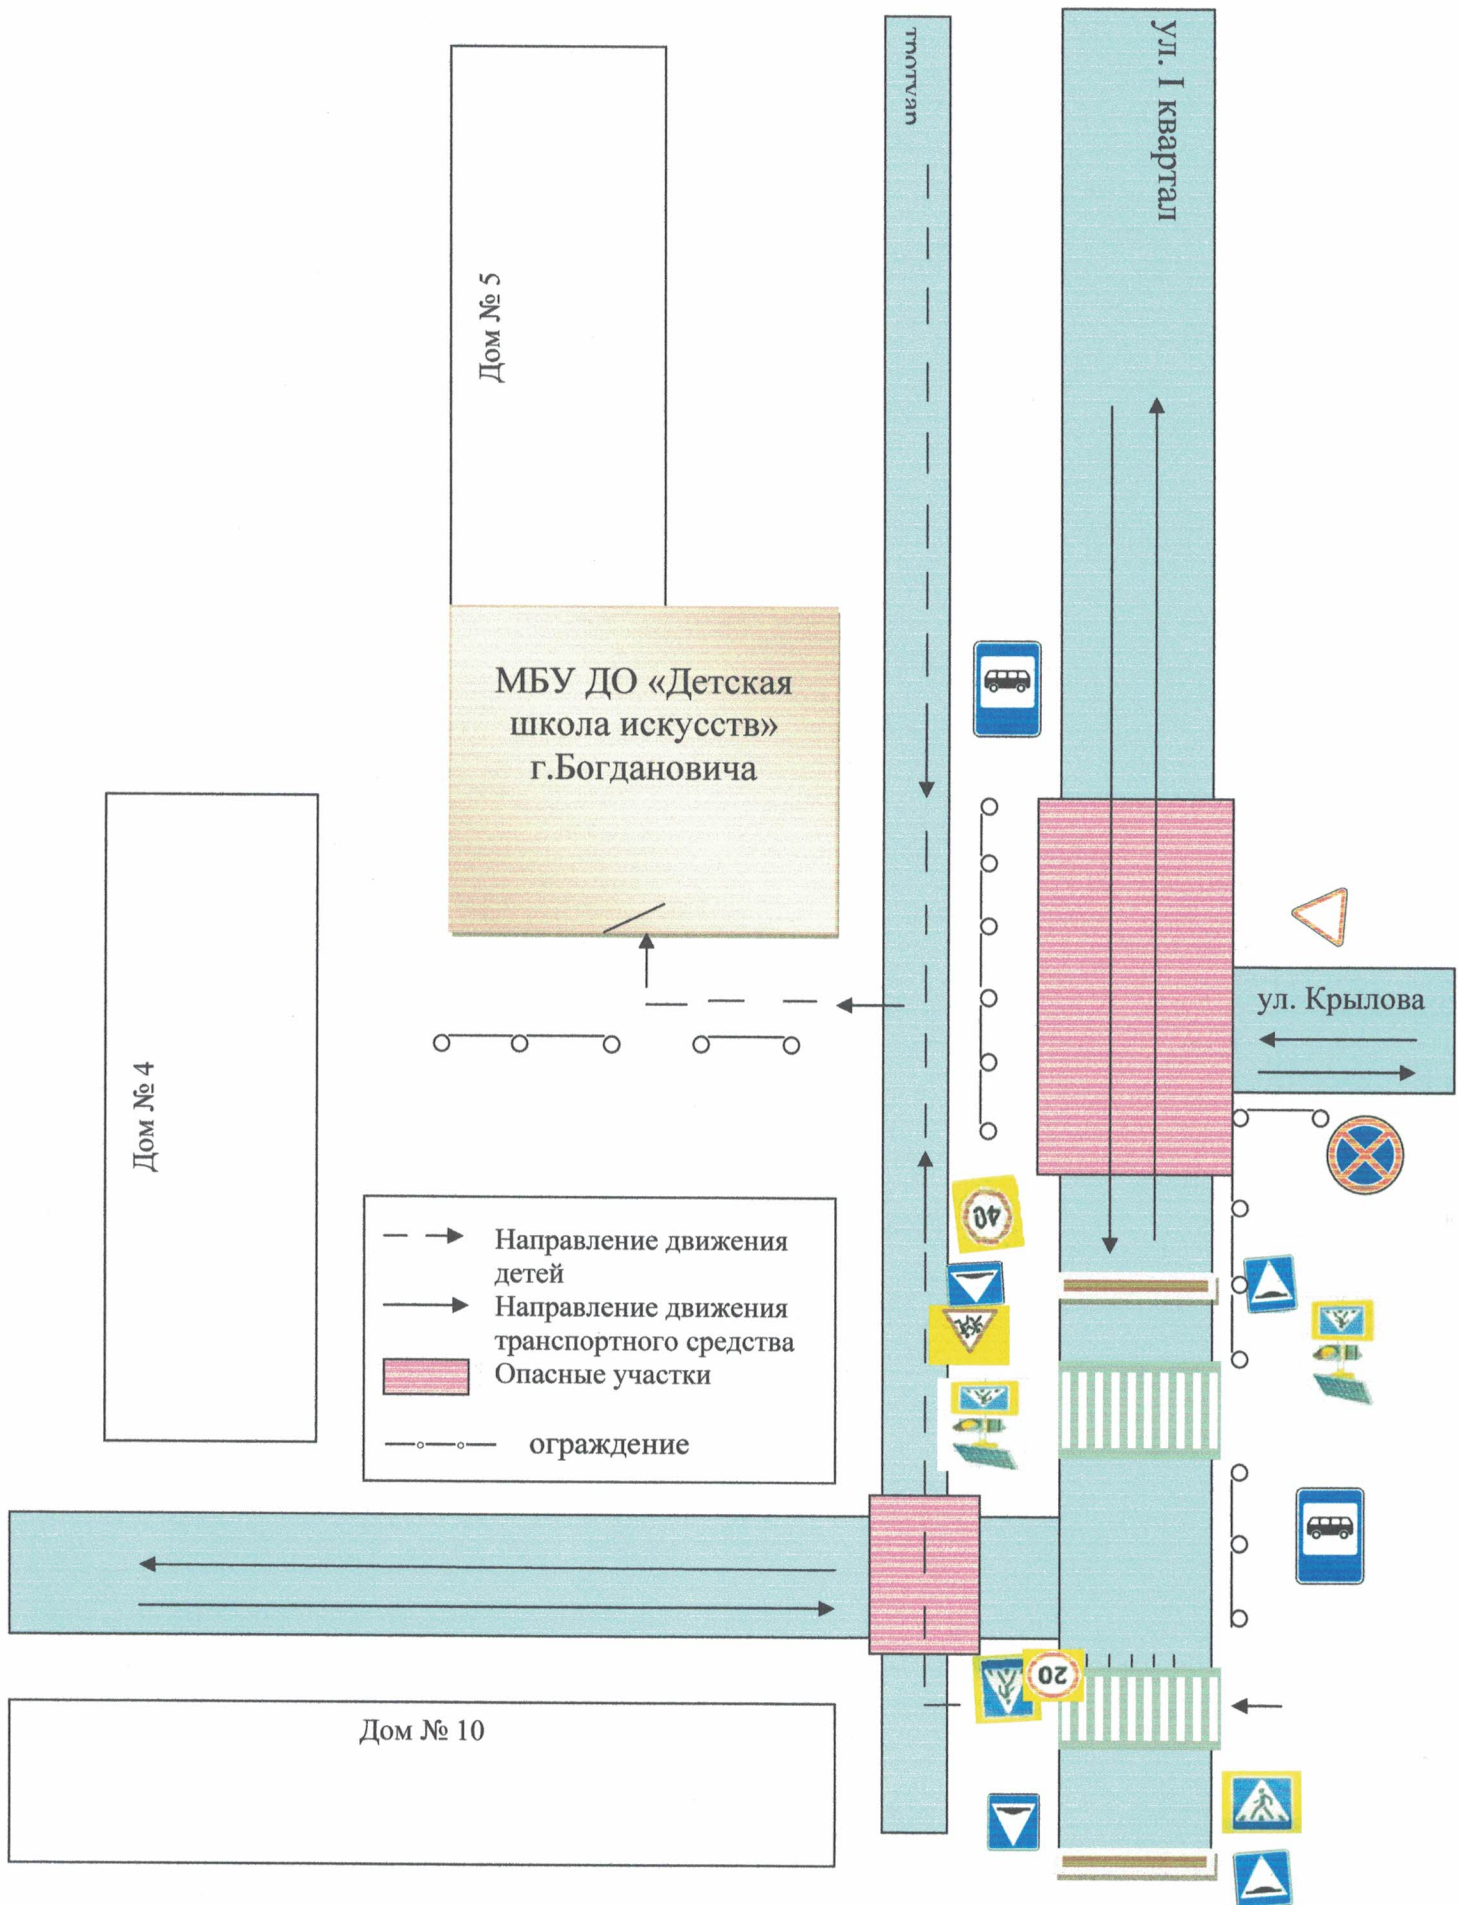 тротуар
ул. I квартал
Дом № 5
МБУ ДО «Детская
школа искусств»
г.Богдановича
ул. Крылова
Дом № 4
40
Направление движения
детей
Направление движения
транспортного средства
Опасные участки
ограждение
20
Дом № 10